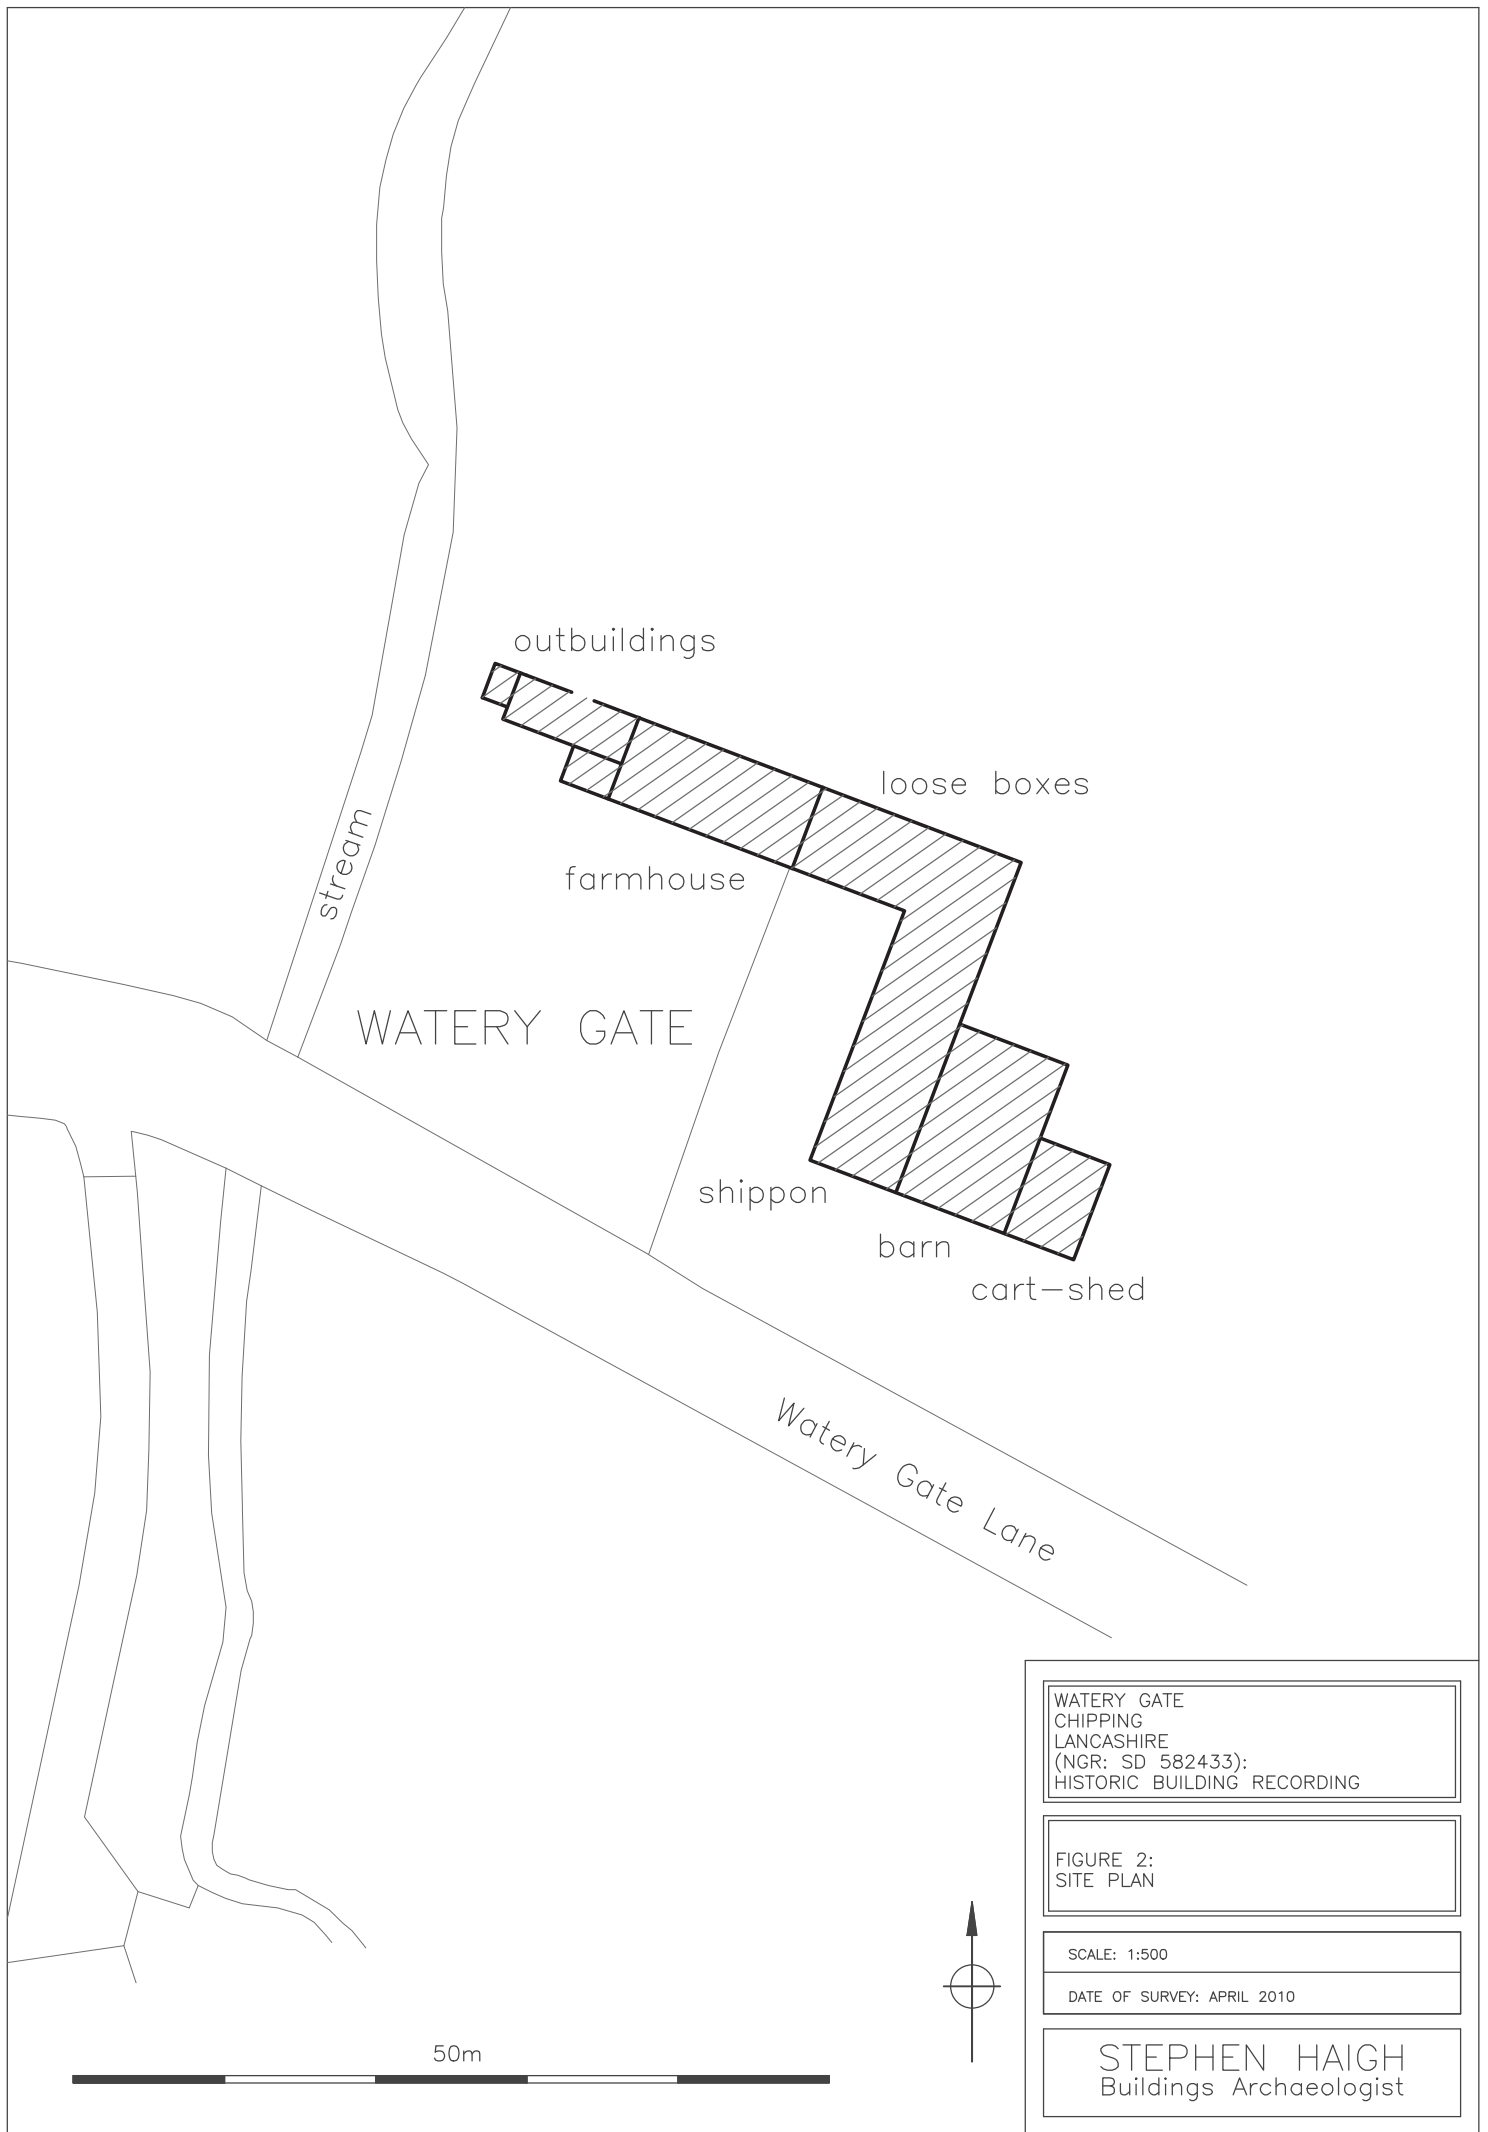 outbuildings
loose boxes
stream
farmhouse
WATERY GATE
shippon
barn
cart-shed
Watery Gate Lane
WATERY GATE
CHIPPING
LANCASHIRE
(NGR: SD 582433):
HISTORIC BUILDING RECORDING
FIGURE 2:
SITE PLAN
SCALE: 1:500
DATE OF SURVEY: APRIL 2010
STEPHEN HAIGH
Buildings Archaeologist
50m